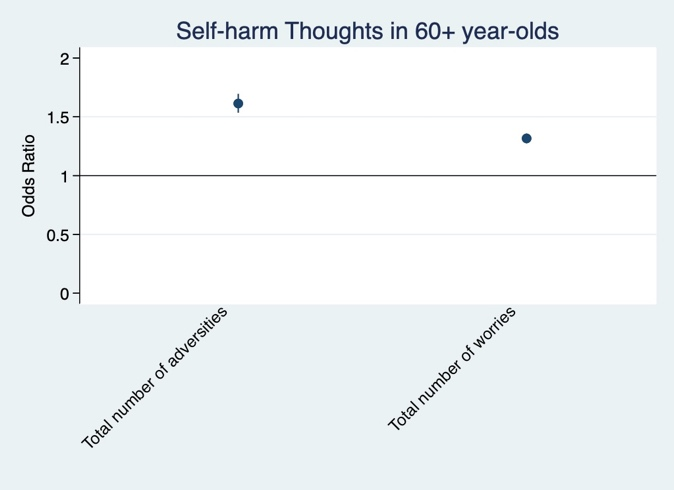 Self-harm Thoughts in 60+ year-olds
Odds Ratio
2
1.5
1
0.5
0
Total number of adversities
Total number of worries